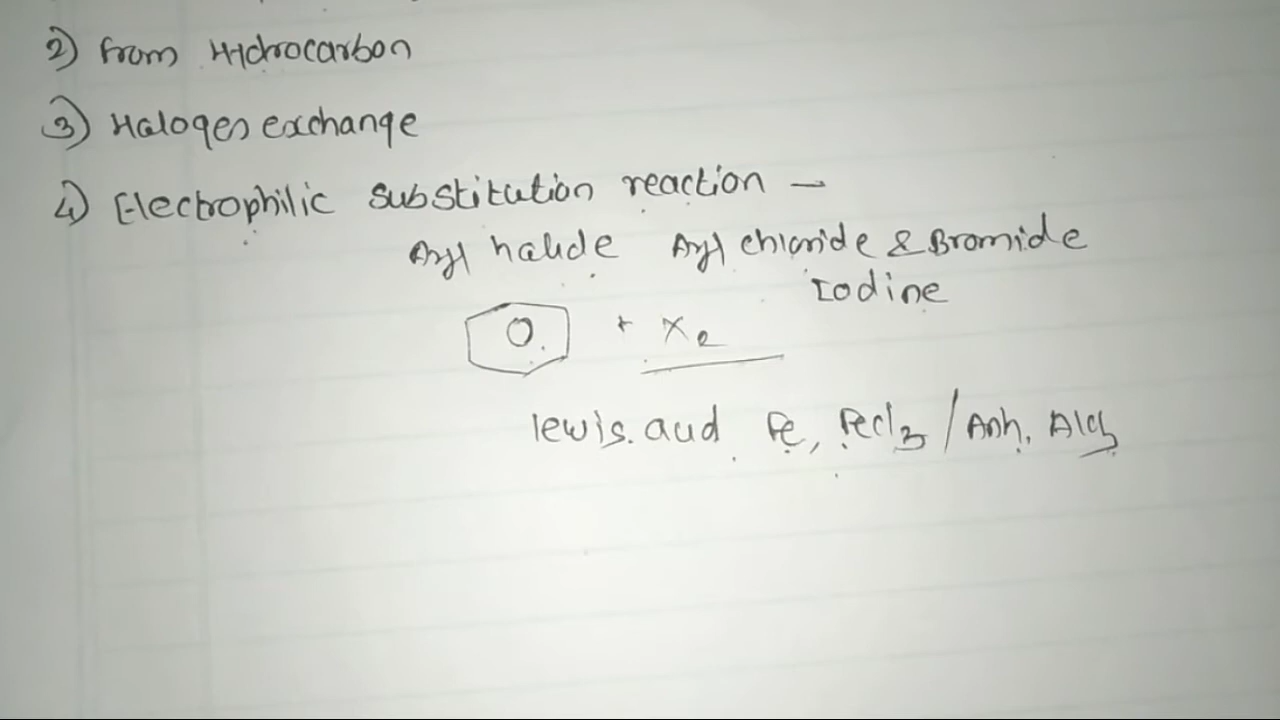 2) from Hydrocarbon
3) Halogen exchange
4) Electrophilic substitution reaction —
Aryl halide Aryl chloride & Bromide
Iodine
+ X2
lewis. acid Fe, FeCl3 / Anh. AlCl3